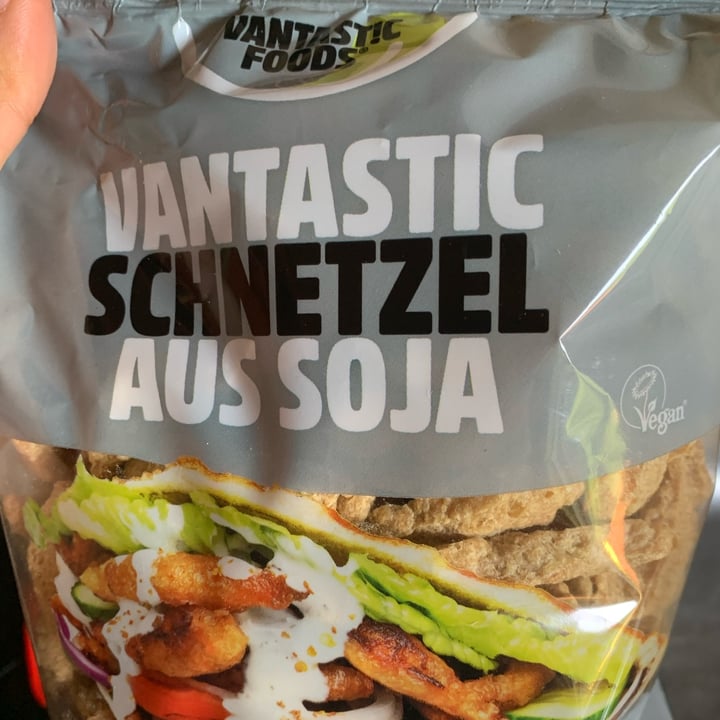 VANTASTIC
FOODS®
VANTASTIC
SCHNETZEL
AUS SOJA
Vegan®